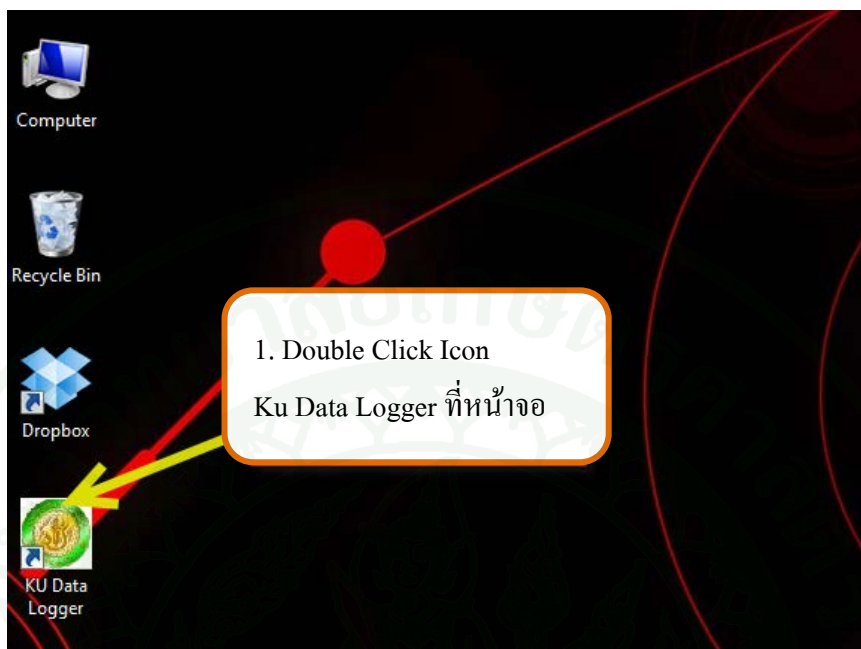 Computer
Recycle Bin
1. Double Click Icon
Ku Data Logger ที่หน้าจอ
Dropbox
KU Data
Logger